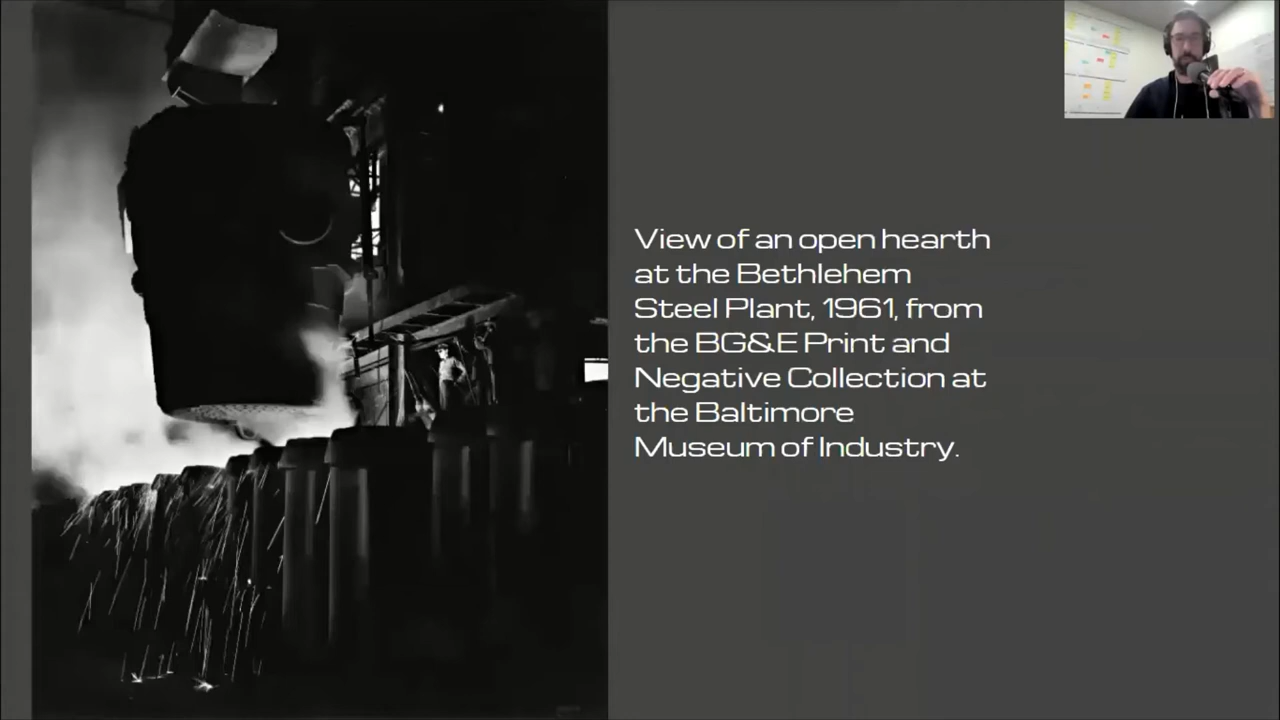 View of an open hearth
at the Bethlehem
Steel Plant, 1961, from
the BG&E Print and
Negative Collection at
the Baltimore
Museum of Industry.